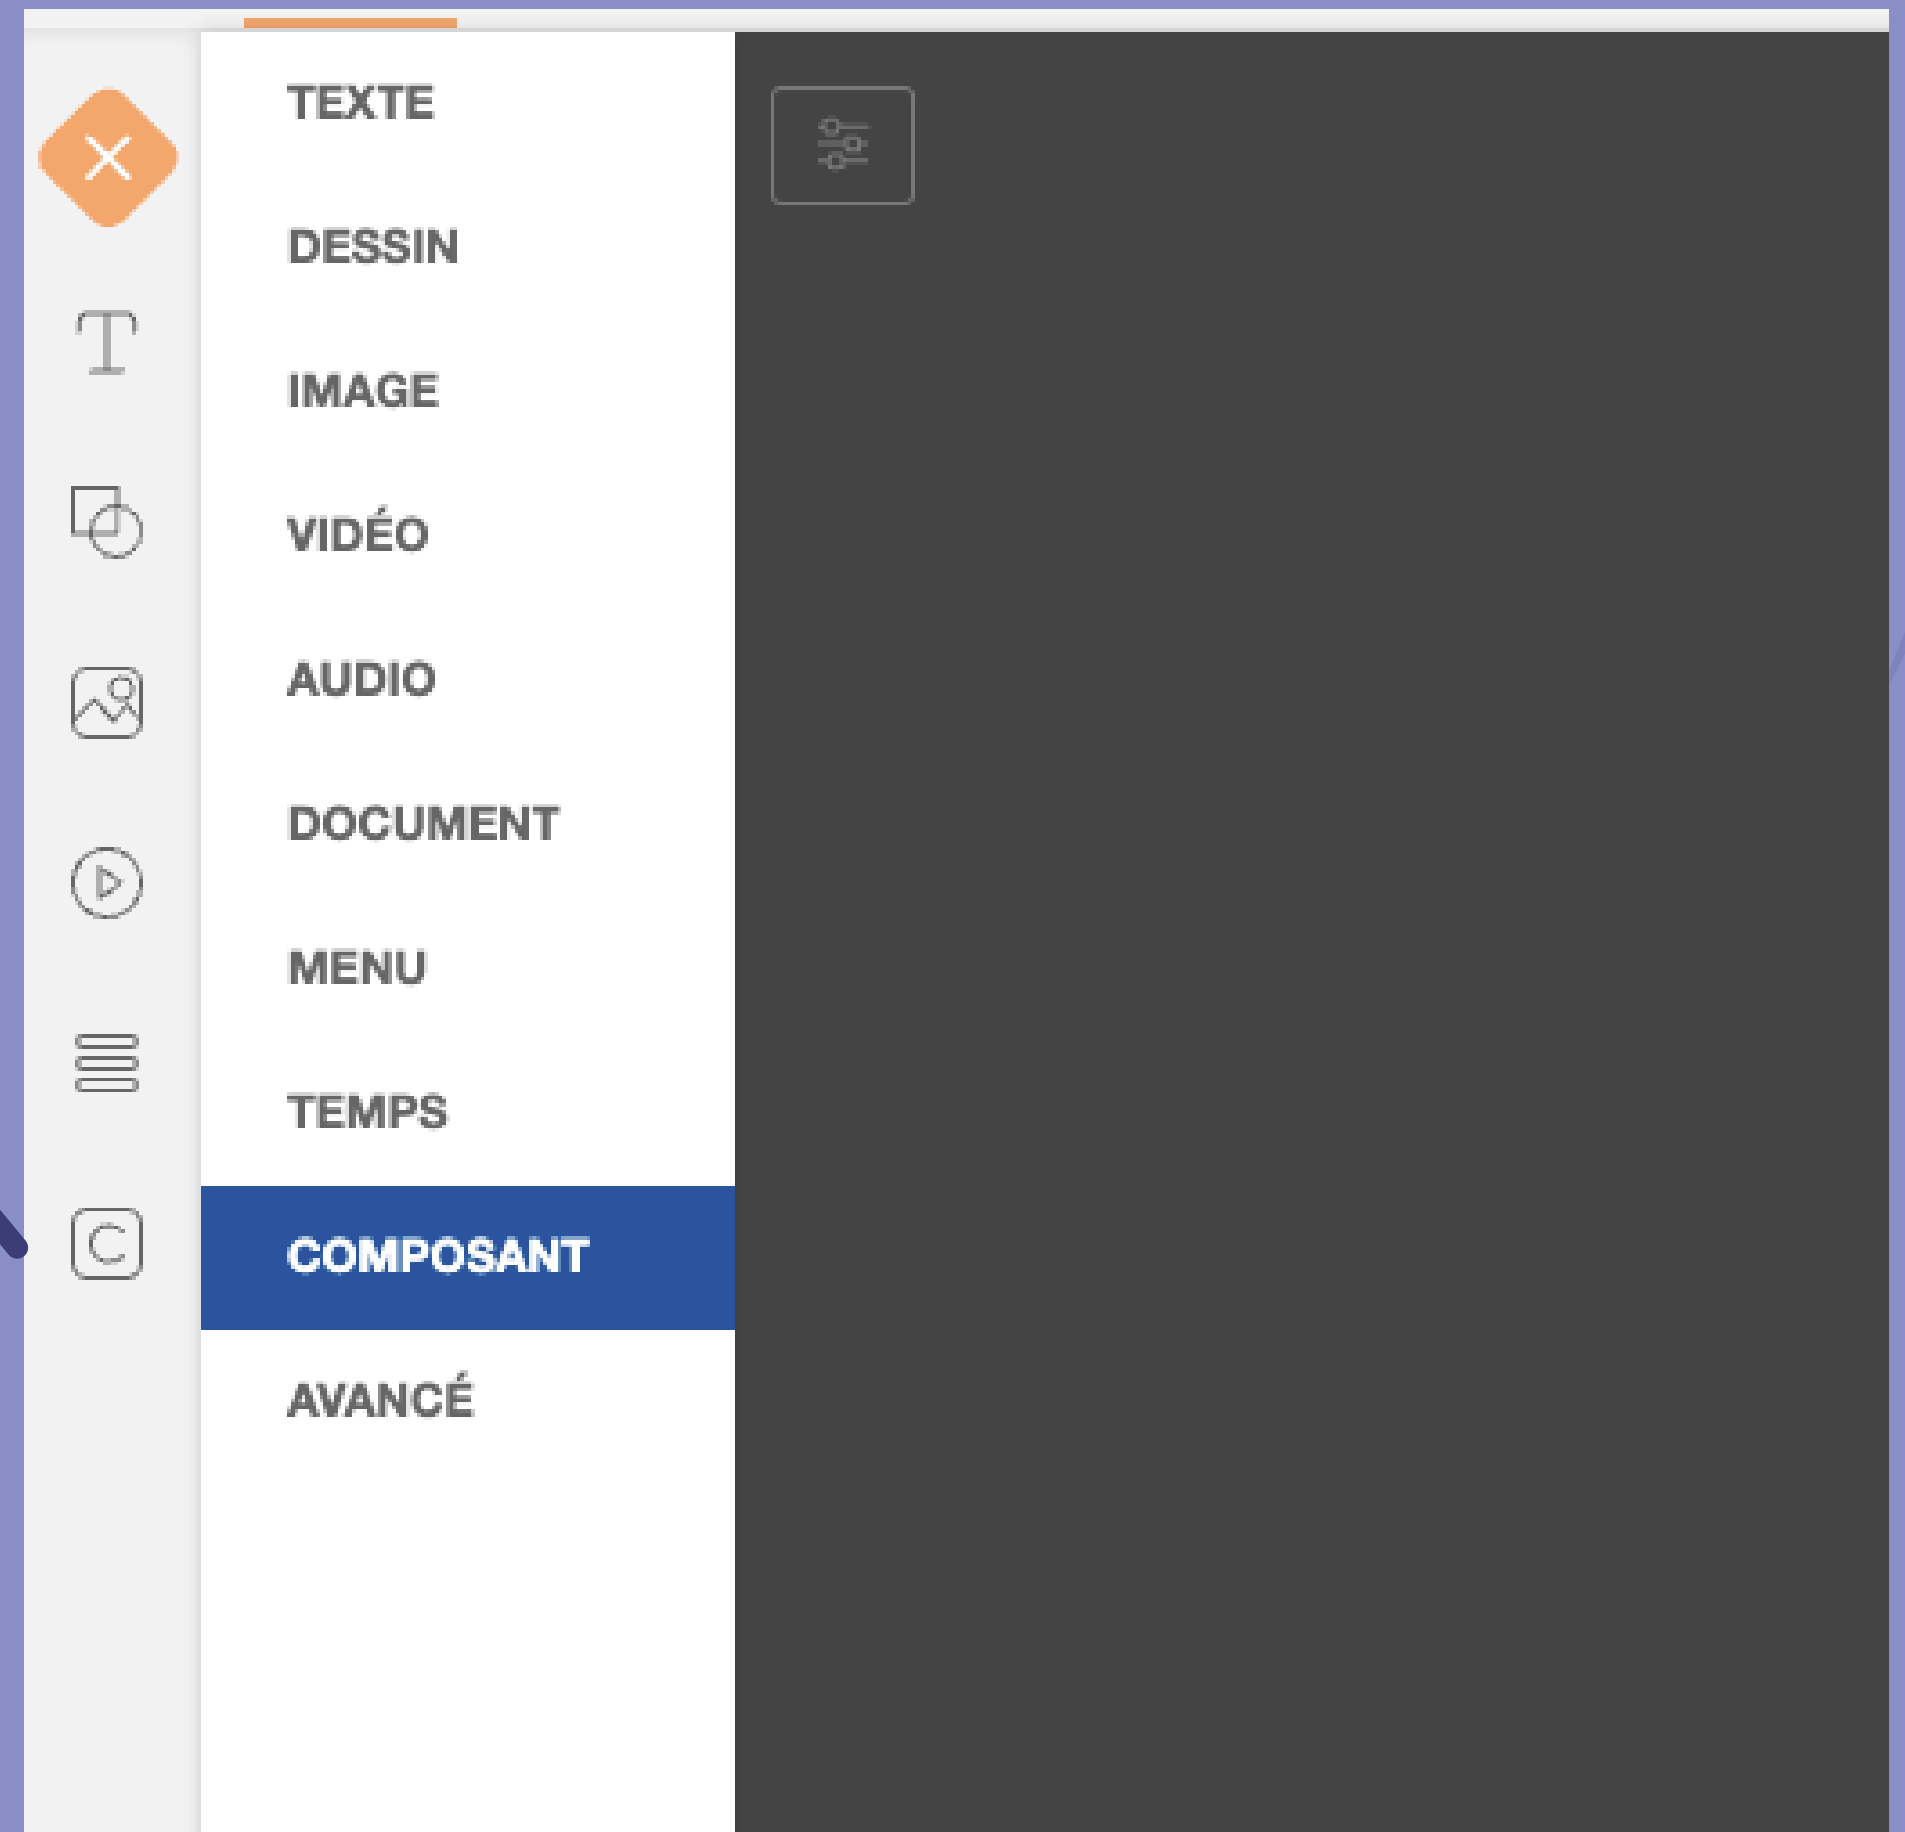 TEXTE
DESSIN
IMAGE
VIDÉO
AUDIO
DOCUMENT
MENU
TEMPS
COMPOSANT
AVANCÉ